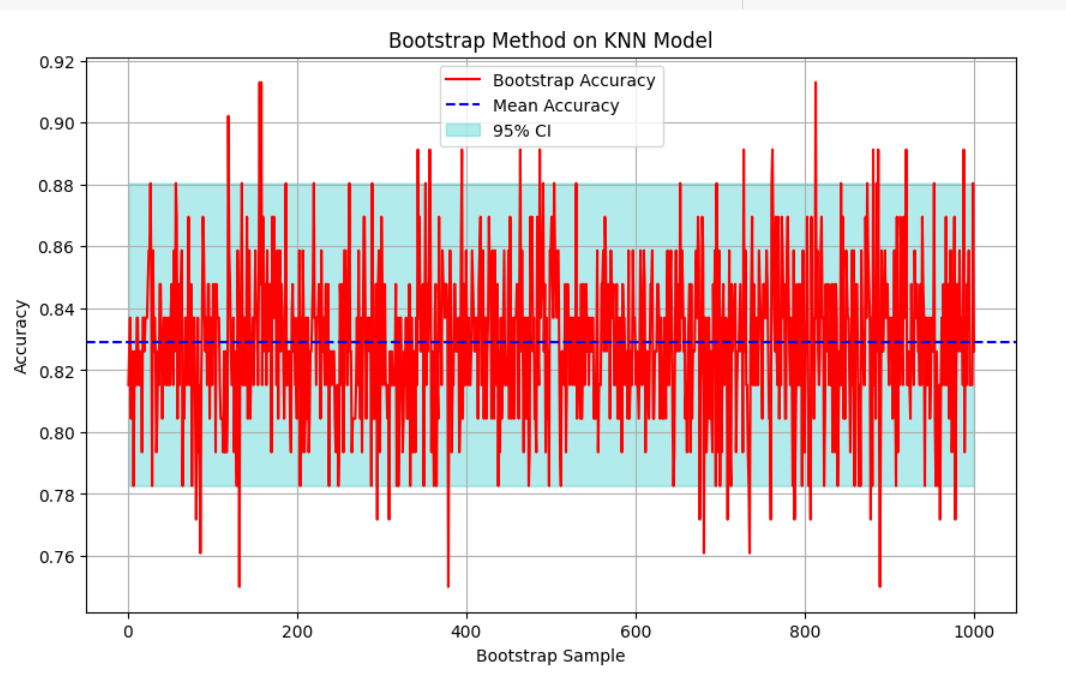 Bootstrap Method on KNN Model
0.92
0.90
0.88
0.86
0.84
0.82
0.80
0.78
0.76
Accuracy
Bootstrap Accuracy
Mean Accuracy
95% CI
0
200
400
600
800
1000
Bootstrap Sample